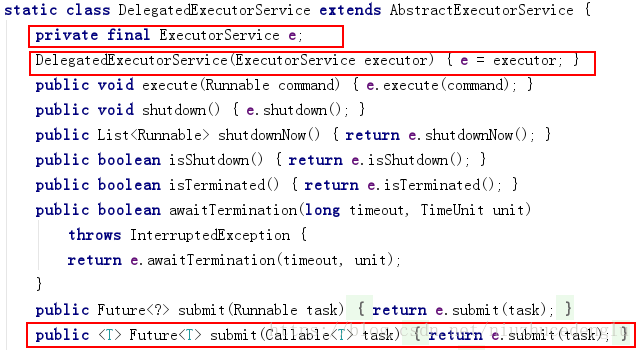 static class DelegatedExecutorService extends AbstractExecutorService {
private final ExecutorService e;
DelegatedExecutorService(ExecutorService executor) { e = executor; }
public void execute(Runnable command) { e.execute(command); }
public void shutdown() { e.shutdown(); }
public List<Runnable> shutdownNow() { return e.shutdownNow(); }
public boolean isShutdown() { return e.isShutdown(); }
public boolean isTerminated() { return e.isTerminated(); }
public boolean awaitTermination(long timeout, TimeUnit unit)
throws InterruptedException {
return e.awaitTermination(timeout, unit);
}
public Future<?> submit(Runnable task) { return e.submit(task); }
public <T> Future<T> submit(Callable<T> task) { return e.submit(task); }